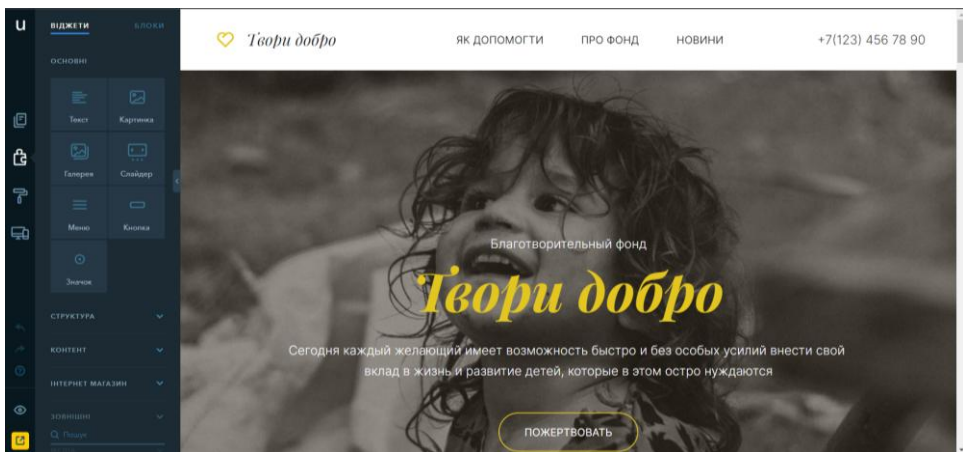 u
ВІДЖЕТИ
БЛОКИ
ОСНОВНІ
Текст
Картинка
Галерея
Слайдер
Меню
Кнопка
Значок
СТРУКТУРА
КОНТЕНТ
ІНТЕРНЕТ МАГАЗИН
ЗОВНІШНІ
Пошук
Твори добро
ЯК ДОПОМОГТИ
ПРО ФОНД
НОВИНИ
+7(123) 456 78 90
Благотворительный фонд
Твори добро
Сегодня каждый желающий имеет возможность быстро и без особых усилий внести свой
вклад в жизнь и развитие детей, которые в этом остро нуждаются
ПОЖЕРТВОВАТЬ